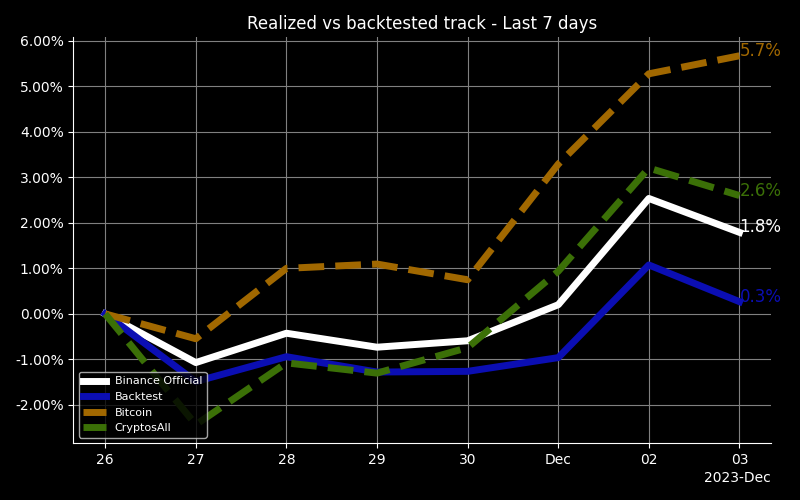 Realized vs backtested track - Last 7 days
6.00%
5.00%
4.00%
3.00%
2.00%
1.00%
0.00%
-1.00%
-2.00%
5.7%
2.6%
1.8%
0.3%
Binance Official
Backtest
Bitcoin
CryptosAll
26 27 28 29 30 Dec 02 03
2023-Dec